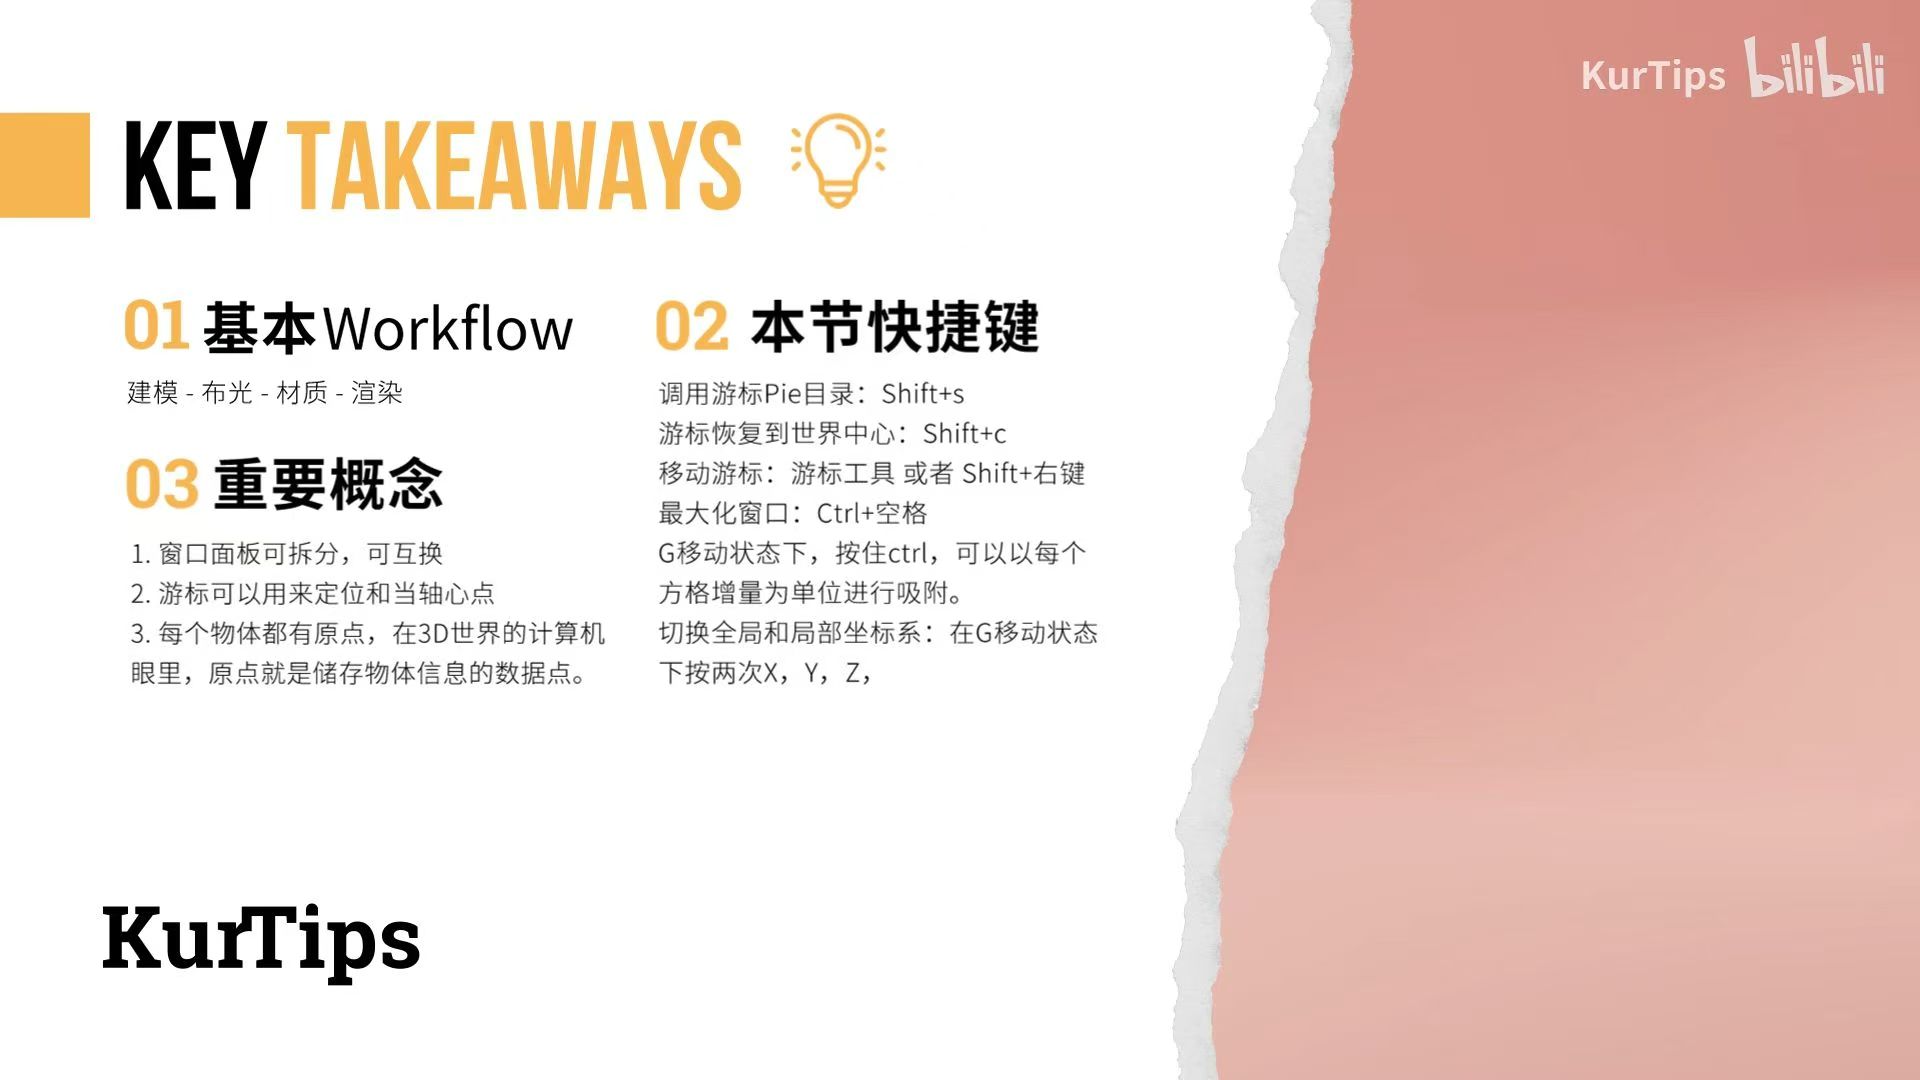 KurTips bilibili
KEY TAKEAWAYS
01 基本Workflow
建模 - 布光 - 材质 - 渲染
03 重要概念
1. 窗口面板可拆分，可互换
2. 游标可以用来定位和当轴心点
3. 每个物体都有原点，在3D世界的计算机
眼里，原点就是储存物体信息的数据点。
02 本节快捷键
调用游标Pie目录：Shift+s
游标恢复到世界中心：Shift+c
移动游标：游标工具 或者 Shift+右键
最大化窗口：Ctrl+空格
G移动状态下，按住ctrl，可以以每个
方格增量为单位进行吸附。
切换全局和局部坐标系：在G移动状态
下按两次X，Y，Z，
KurTips